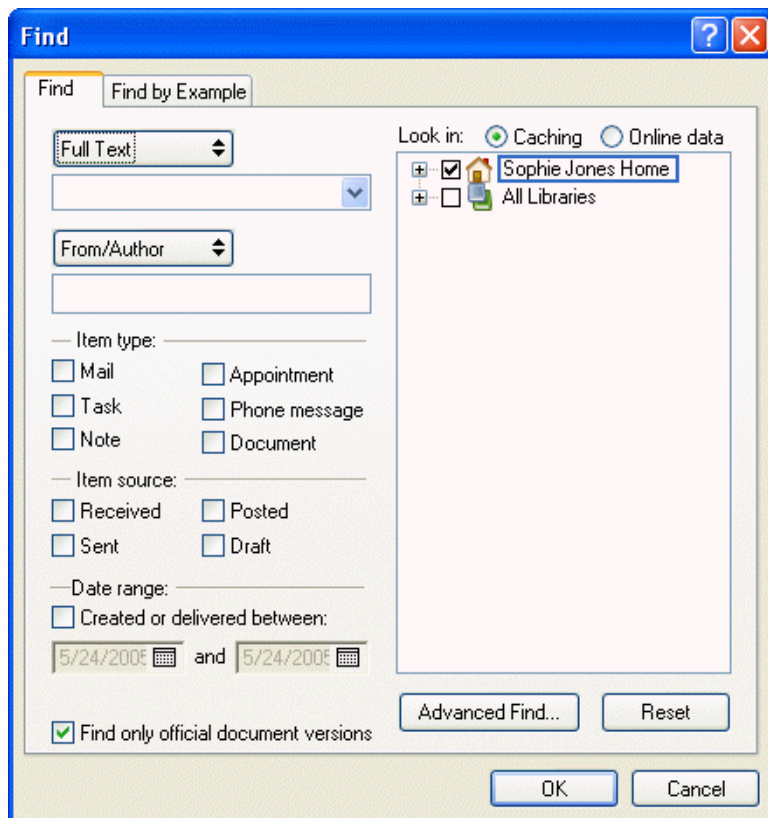 Find
Find
Find by Example
Full Text
From/Author
Item type:
Mail
Appointment
Task
Phone message
Note
Document
Item source:
Received
Posted
Sent
Draft
Date range:
Created or delivered between:
5/24/2005 and 5/24/2005
Find only official document versions
Look in: Caching Online data
Sophie Jones Home
All Libraries
Advanced Find... Reset
OK Cancel